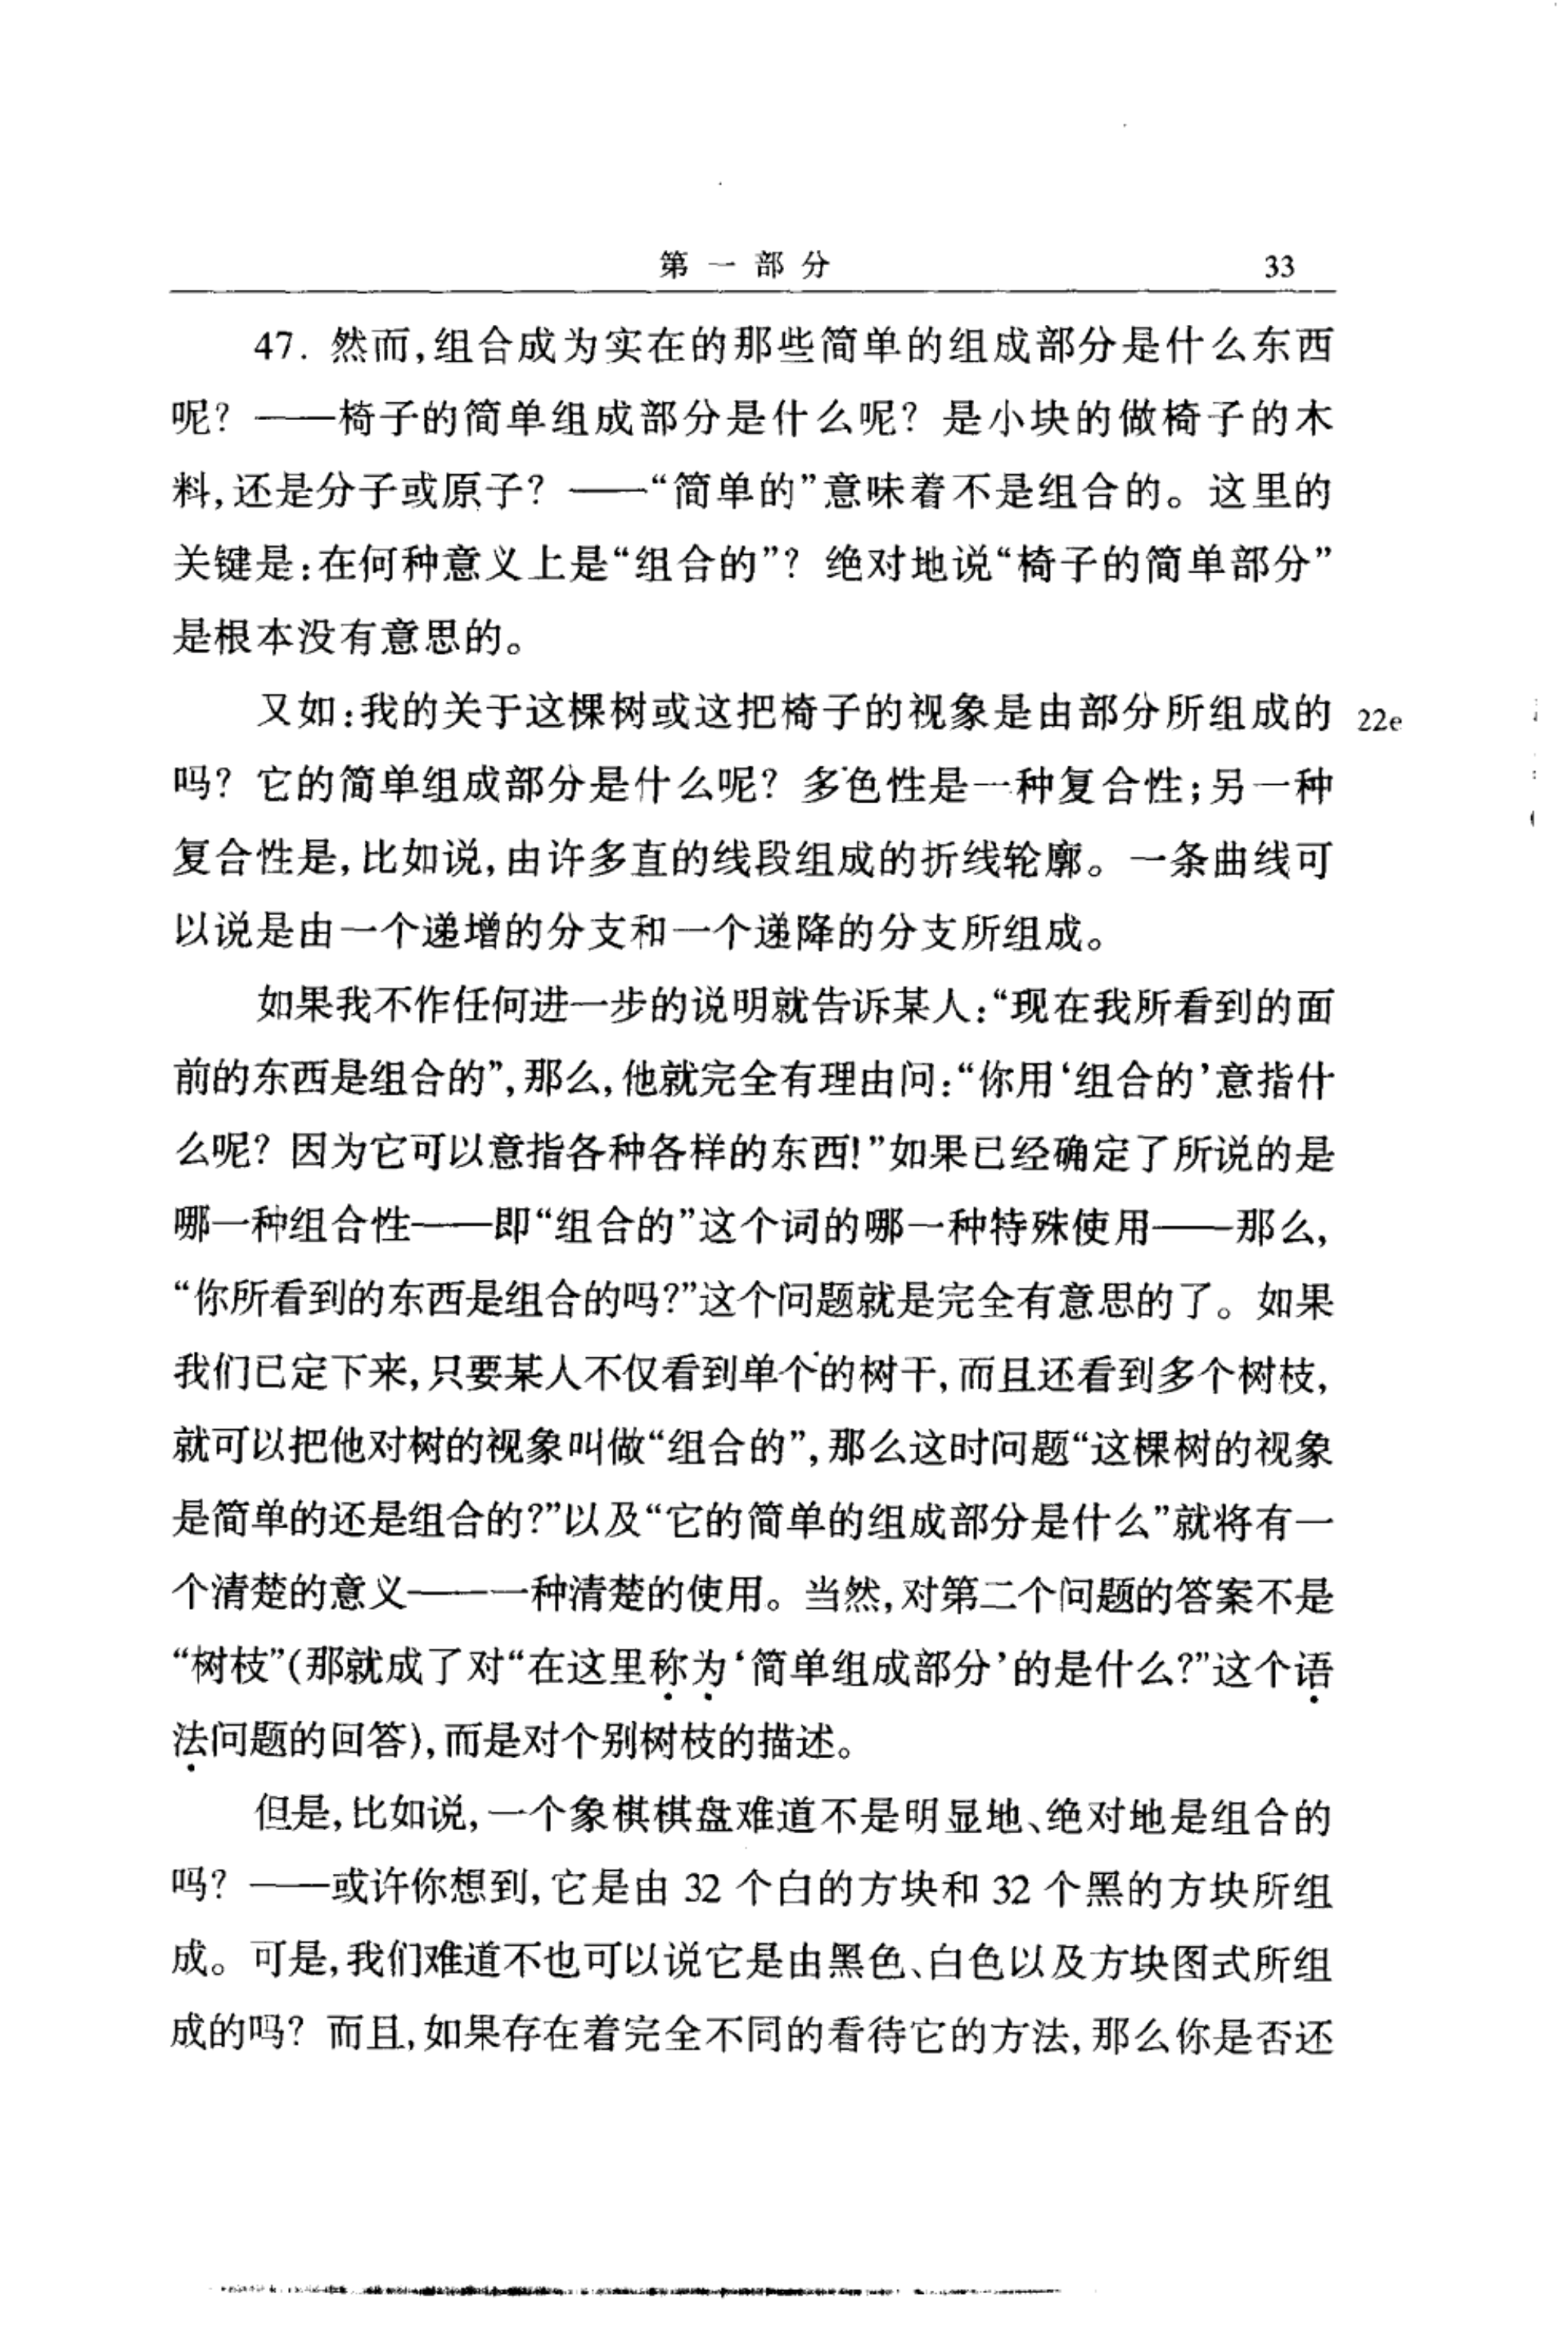 第一部分 33
47. 然而,组合成为实在的那些简单的组成部分是什么东西
呢? ——椅子的简单组成部分是什么呢? 是小块的做椅子的木
料,还是分子或原子? ——“简单的”意味着不是组合的。这里的
关键是:在何种意义上是“组合的”? 绝对地说“椅子的简单部分”
是根本没有意思的。
又如:我的关于这棵树或这把椅子的视象是由部分所组成的 22e
吗? 它的简单组成部分是什么呢? 多色性是一种复合性;另一种
复合性是,比如说,由许多直的线段组成的折线轮廓。一条曲线可
以说是由一个递增的分支和一个递降的分支所组成。
如果我不作任何进一步的说明就告诉某人:“现在我所看到的面
前的东西是组合的”,那么,他就完全有理由问:“你用‘组合的’意指什
么呢? 因为它可以意指各种各样的东西!”如果已经确定了所说的是
哪一种组合性——即“组合的”这个词的哪一种特殊使用——那么,
“你所看到的东西是组合的吗?”这个问题就是完全有意思的了。如果
我们已定下来,只要某人不仅看到单个的树干,而且还看到多个树枝,
就可以把他对树的视象叫做“组合的”,那么这时问题“这棵树的视象
是简单的还是组合的?”以及“它的简单的组成部分是什么”就将有一
个清楚的意义——一种清楚的使用。当然,对第二个问题的答案不是
“树枝”(那就成了对“在这里称为‘简单组成部分’的是什么?”这个语
法问题的回答),而是对个别树枝的描述。
但是,比如说,一个象棋棋盘难道不是明显地、绝对地是组合的
吗? ——或许你想到,它是由 32 个白的方块和 32 个黑的方块所组
成。可是,我们难道不也可以说它是由黑色、白色以及方块图式所组
成的吗? 而且,如果存在着完全不同的看待它的方法,那么你是否还